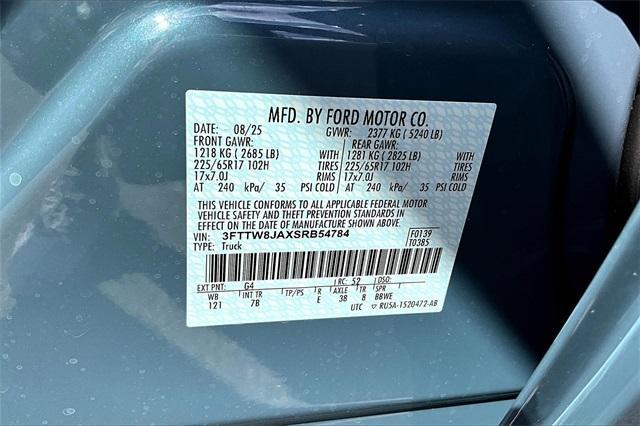 MFD. BY FORD MOTOR CO.
DATE: 08/25 GVWR: 2377 KG ( 5240 LB)
FRONT GAWR: REAR GAWR:
1218 KG ( 2685 LB) WITH 1281 KG ( 2825 LB) WITH
225/65R17 102H TIRES 225/65R17 102H TIRES
17x7.0J RIMS 17x7.0J RIMS
AT 240 kPa/ 35 PSI COLD AT 240 kPa/ 35 PSI COLD
THIS VEHICLE CONFORMS TO ALL APPLICABLE FEDERAL MOTOR
VEHICLE SAFETY AND THEFT PREVENTION STANDARDS IN
EFFECT ON THE DATE OF MANUFACTURE SHOWN ABOVE.
VIN: 3FTTW8JAXSRB54784 F0139
TYPE: Truck T0385
EXT PNT: G4 RC: 52 DSO:
WB INT TR TP/PS R AXLE TR SPR
121 7B E 38 8 BBWE
UTC RU5A-1520472-AB